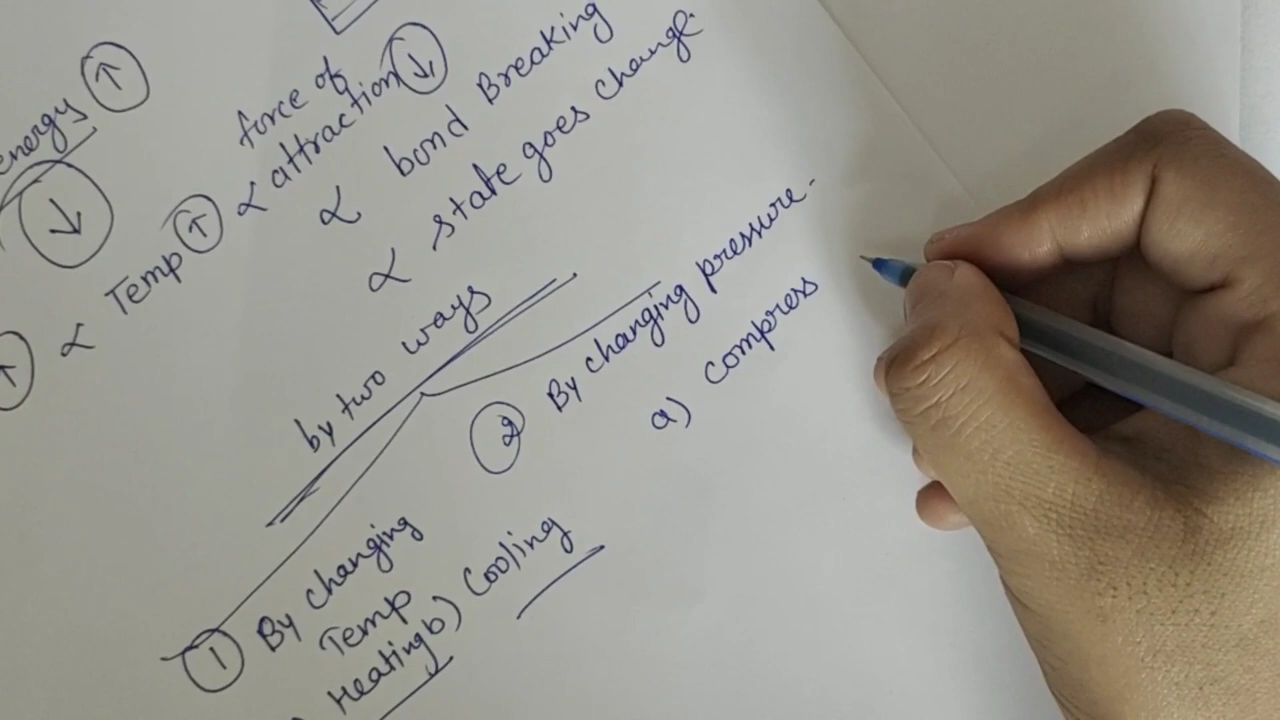 energy ↑
↓
↑ ∝ Temp ↑ ∝ force of
attraction ↓
∝ bond Breaking
∝ state goes change.
by two ways
① By changing
Temp
Heating b) Cooling
② By changing pressure.
a) compress